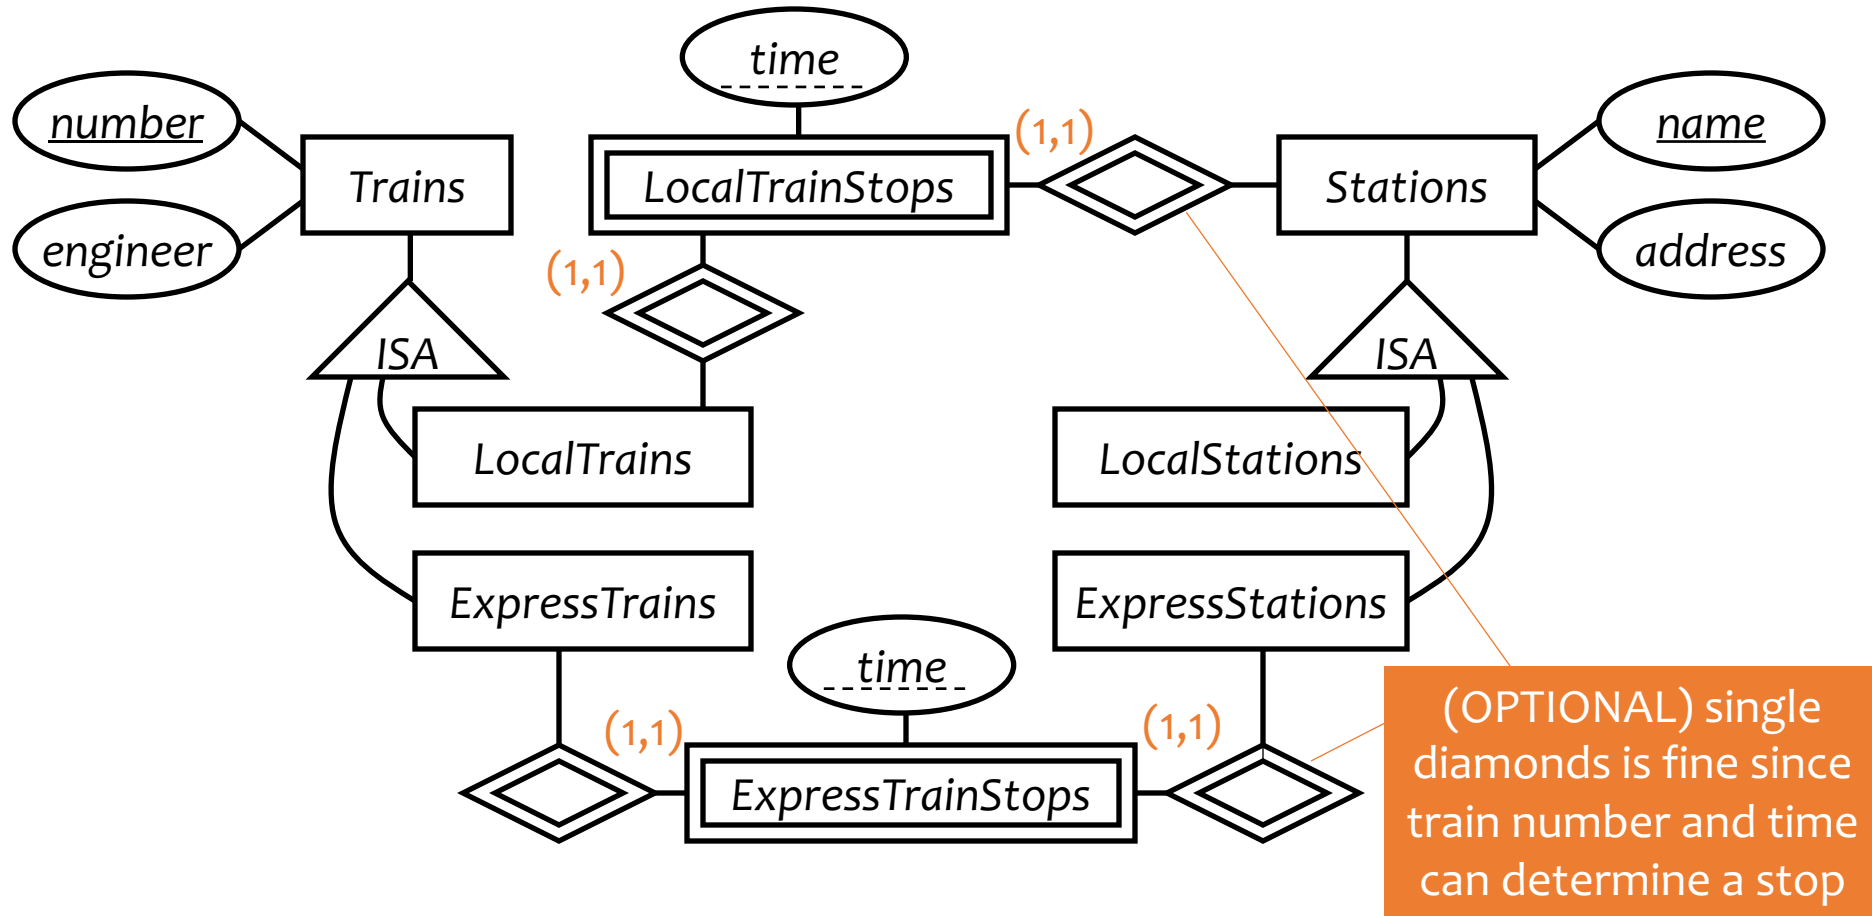 time
number
(1,1)
name
Trains
LocalTrainStops
Stations
engineer
(1,1)
address
ISA
ISA
LocalTrains
LocalStations
ExpressTrains
ExpressStations
time
(1,1)
(1,1)
ExpressTrainStops
(OPTIONAL) single
diamonds is fine since
train number and time
can determine a stop